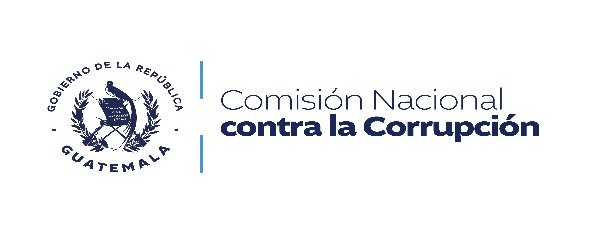 GOBIERNO DE LA REPÚBLICA
GUATEMALA
Comisión Nacional
contra la Corrupción